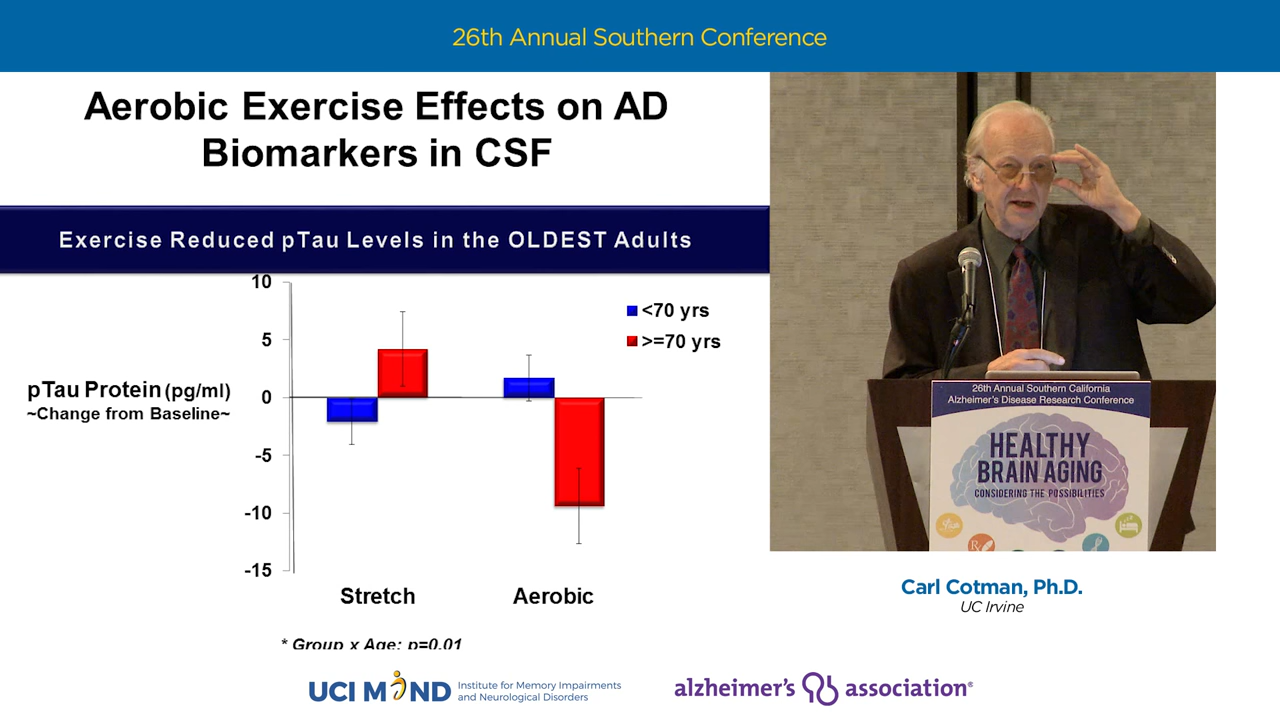 26th Annual Southern Conference
Aerobic Exercise Effects on AD
Biomarkers in CSF
Exercise Reduced pTau Levels in the OLDEST Adults
10
5
0
-5
-10
-15
pTau Protein (pg/ml)
~Change from Baseline~
<70 yrs
>=70 yrs
Stretch
Aerobic
* Group x Age: p=0.01
26th Annual Southern California
Alzheimer's Disease Research Conference
HEALTHY
BRAIN AGING
CONSIDERING THE POSSIBILITIES
Carl Cotman, Ph.D.
UC Irvine
UCI MIND
Institute for Memory Impairments
and Neurological Disorders
alzheimer's association®